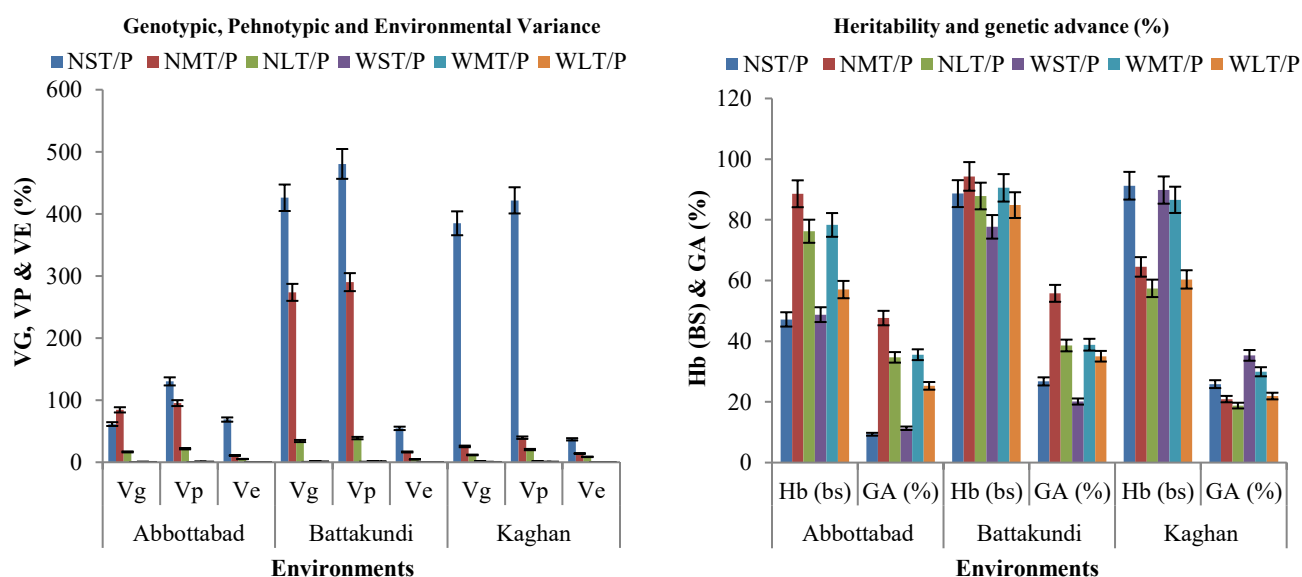 Genotypic, Pehnotypic and Environmental Variance
NST/P NMT/P NLT/P WST/P WMT/P WLT/P
600
500
400
300
200
100
0
VG, VP & VE (%)
Vg Vp Ve Vg Vp Ve Vg Vp Ve
Abbottabad Battakundi Kaghan
Environments
Heritability and genetic advance (%)
NST/P NMT/P NLT/P WST/P WMT/P WLT/P
120
100
80
60
40
20
0
Hb (BS) & GA (%)
Hb (bs) GA (%) Hb (bs) GA (%) Hb (bs) GA (%)
Abbottabad Battakundi Kaghan
Environments